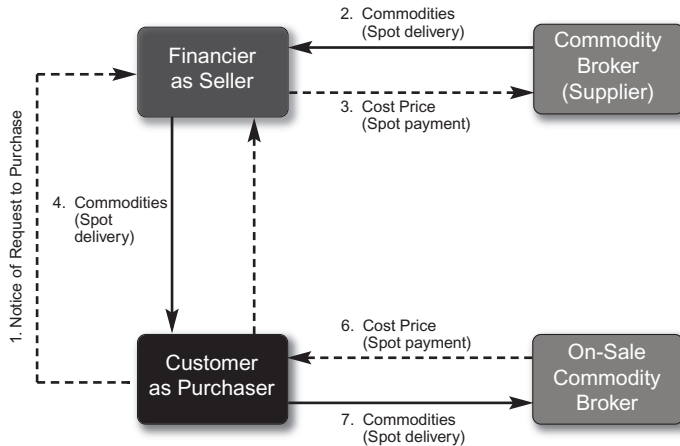 2. Commodities
(Spot delivery)
Financier
as Seller
Commodity
Broker
(Supplier)
3. Cost Price
(Spot payment)
1. Notice of Request to Purchase
4. Commodities
(Spot
delivery)
6. Cost Price
(Spot payment)
Customer
as Purchaser
On-Sale
Commodity
Broker
7. Commodities
(Spot delivery)